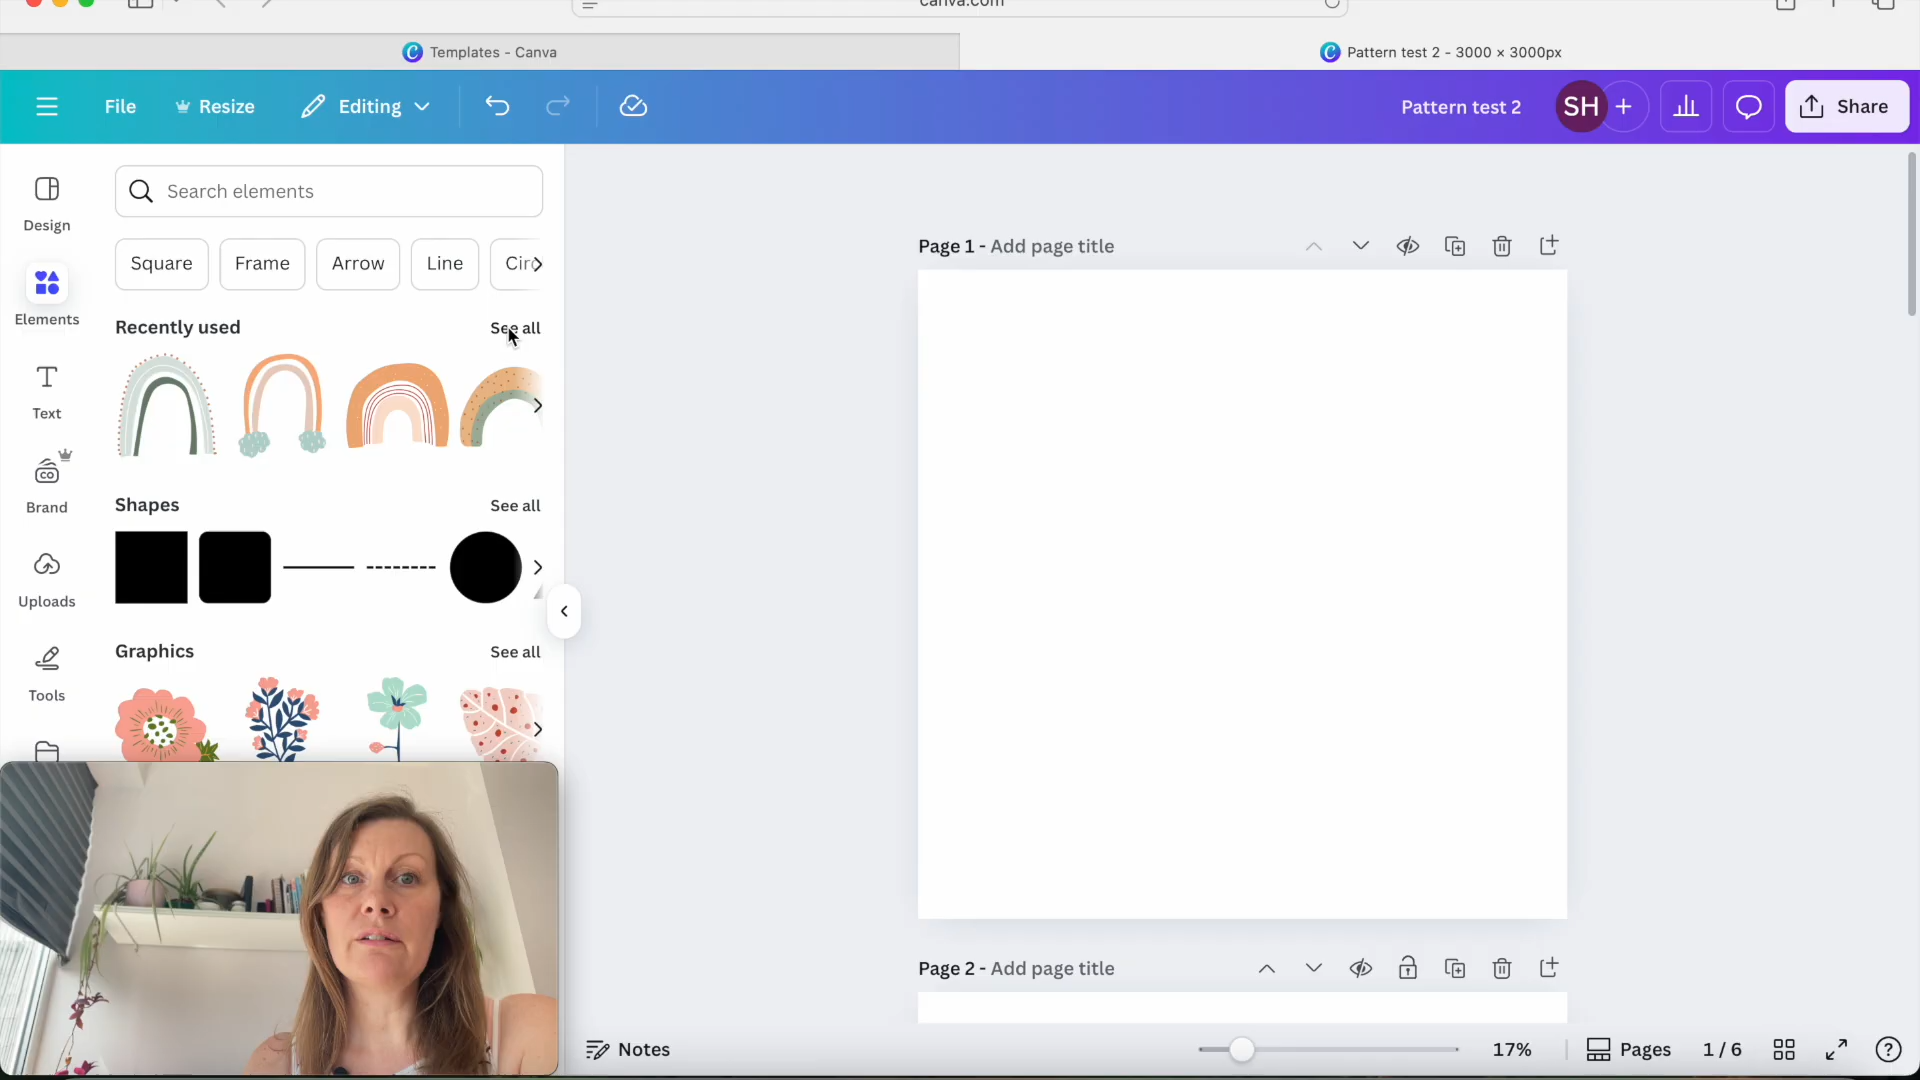 canva.com
Templates - Canva
Pattern test 2 - 3000 × 3000px
File
Resize
Editing
Pattern test 2
SH
Share
Design
Elements
Text
Brand
Uploads
Tools
Search elements
Square
Frame
Arrow
Line
Recently used
See all
Shapes
See all
Graphics
See all
CO
Page 1 - Add page title
Page 2 - Add page title
Notes
17%
Pages
1 / 6